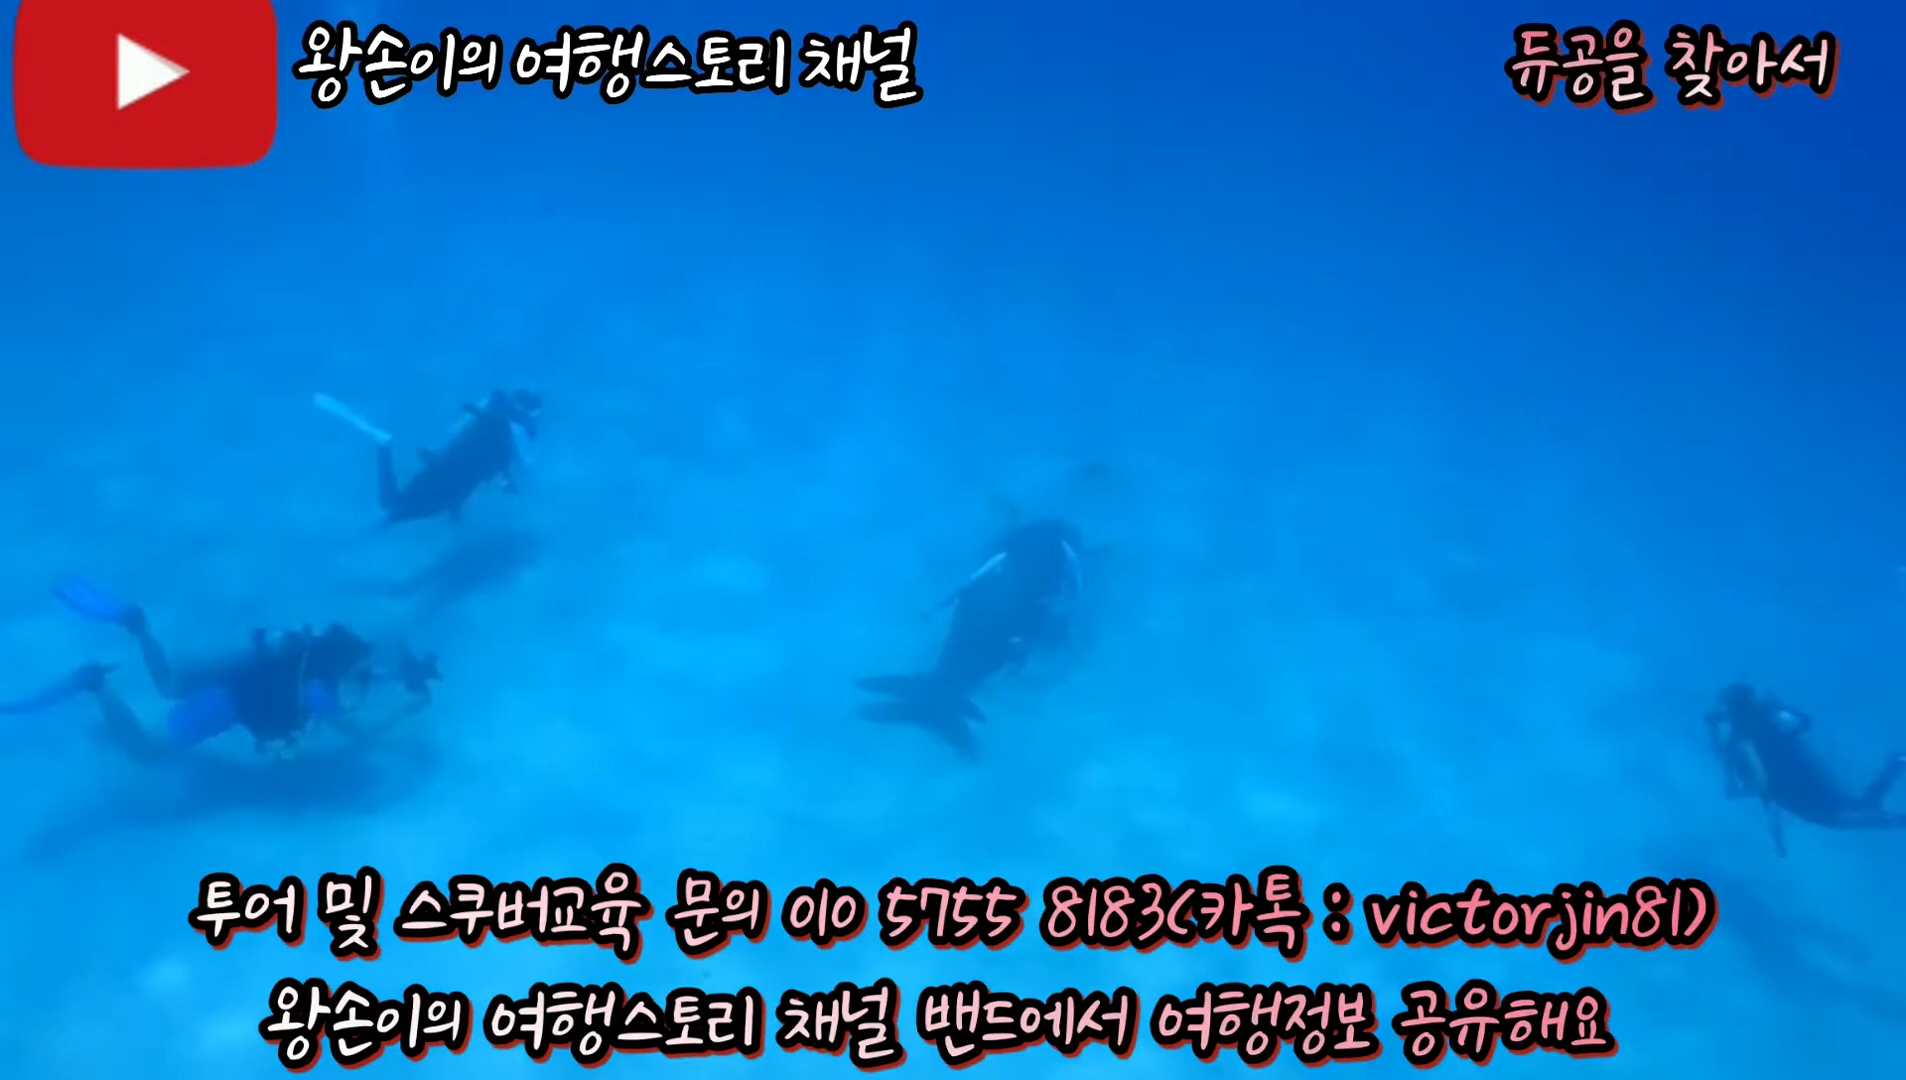 왕손이의 여행스토리 채널
듀공을 찾아서
투어 및 스쿠버교육 문의 010 5755 8183(카톡 : victorjin81)
왕손이의 여행스토리 채널 밴드에서 여행정보 공유해요